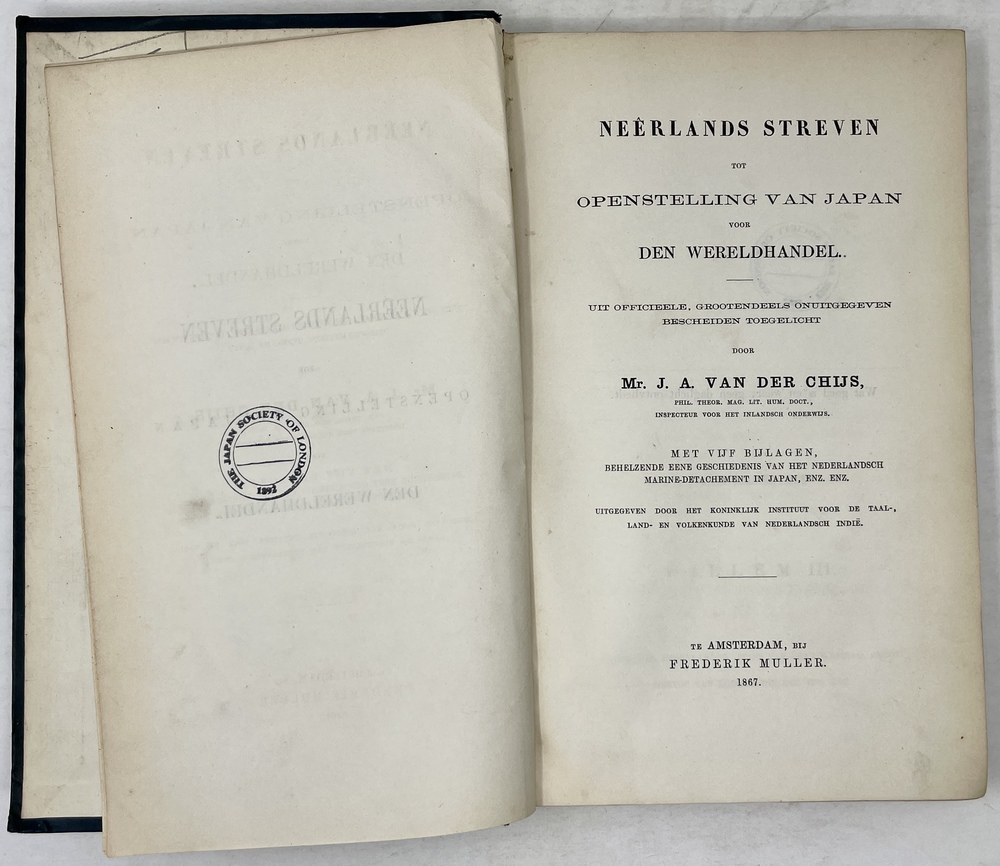 THE JAPAN SOCIETY OF LONDON
1892
NEÊRLANDS STREVEN
TOT
OPENSTELLING VAN JAPAN
VOOR
DEN WERELDHANDEL.
UIT OFFICIEELE, GROOTENDEELS ONUITGEGEVEN
BESCHEIDEN TOEGELICHT
DOOR
Mr. J. A. VAN DER CHIJS,
PHIL. THEOR. MAG. LIT. HUM. DOCT.,
INSPECTEUR VOOR HET INLANDSCH ONDERWIJS.
MET VIJF BIJLAGEN,
BEHELZENDE EENE GESCHIEDENIS VAN HET NEDERLANDSCH
MARINE-DETACHEMENT IN JAPAN, ENZ. ENZ.
UITGEGEVEN DOOR HET KONINKLIJK INSTITUUT VOOR DE TAAL-,
LAND- EN VOLKENKUNDE VAN NEDERLANDSCH INDIË.
TE AMSTERDAM, BIJ
FREDERIK MULLER.
1867.